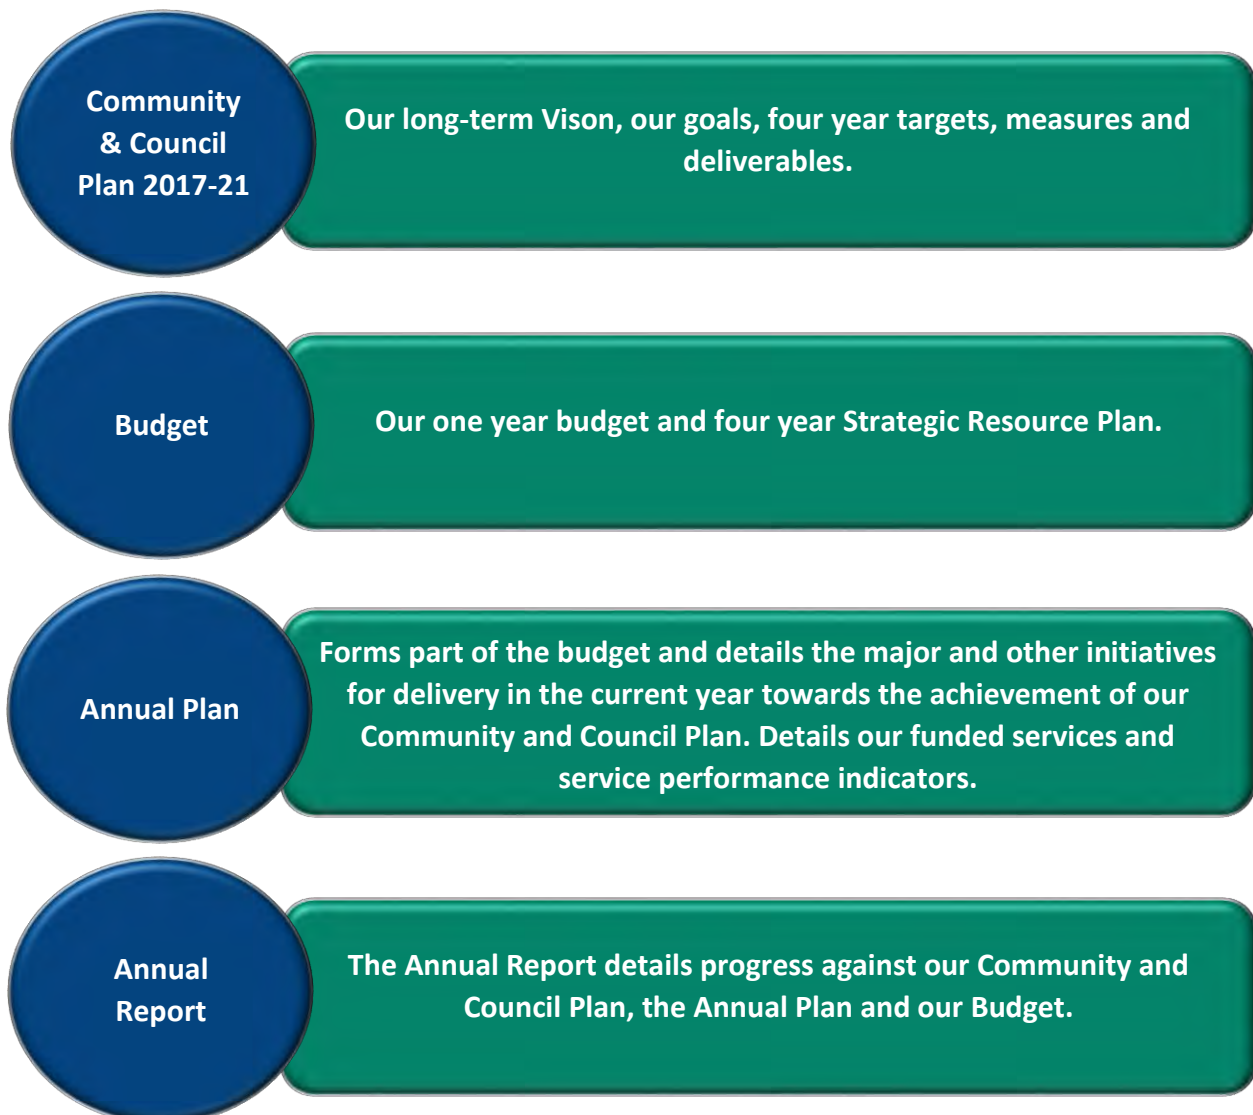 Community
& Council
Plan 2017-21
Our long-term Vison, our goals, four year targets, measures and
deliverables.
Budget
Our one year budget and four year Strategic Resource Plan.
Annual Plan
Forms part of the budget and details the major and other initiatives
for delivery in the current year towards the achievement of our
Community and Council Plan. Details our funded services and
service performance indicators.
Annual
Report
The Annual Report details progress against our Community and
Council Plan, the Annual Plan and our Budget.